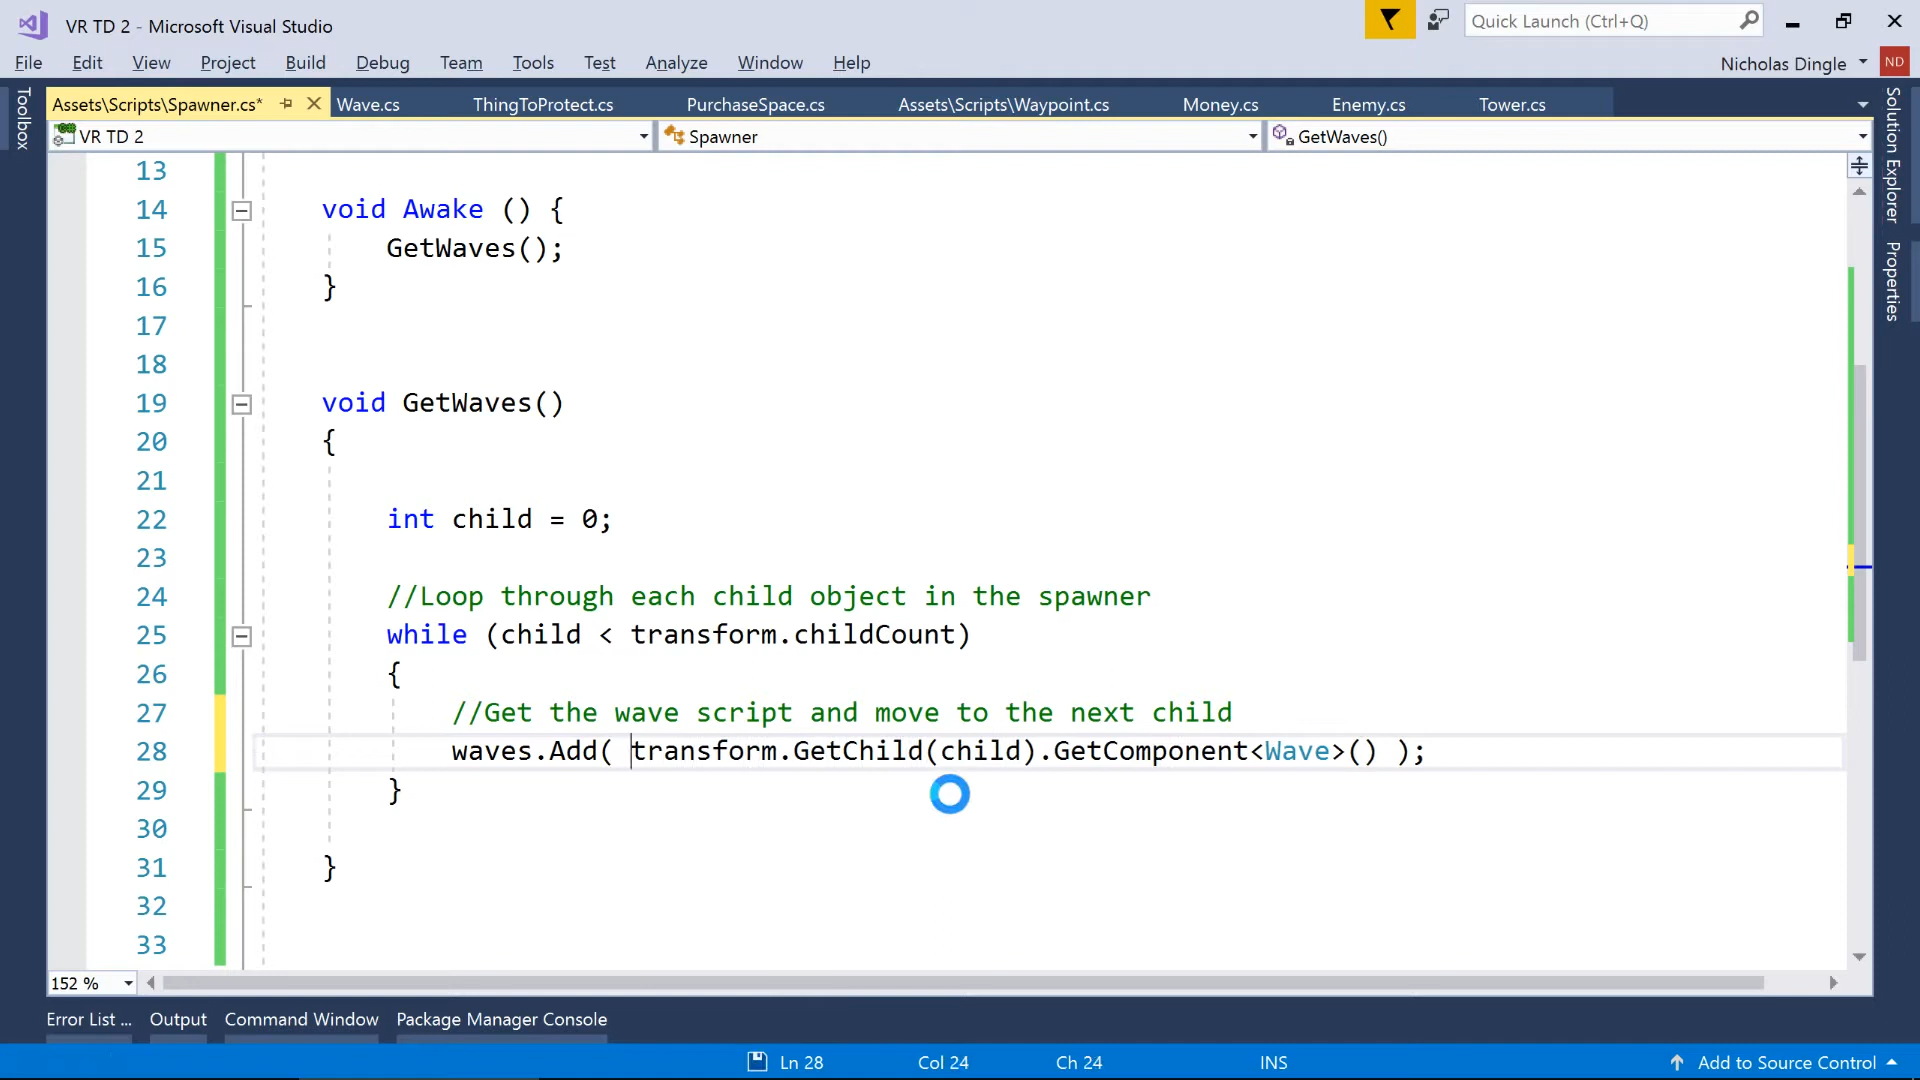 VR TD 2 - Microsoft Visual Studio
Quick Launch (Ctrl+Q)
File Edit View Project Build Debug Team Tools Test Analyze Window Help
Nicholas Dingle
ND
Toolbox
Assets\Scripts\Spawner.cs*
Wave.cs
ThingToProtect.cs
PurchaseSpace.cs
Assets\Scripts\Waypoint.cs
Money.cs
Enemy.cs
Tower.cs
VR TD 2
Spawner
GetWaves()
Solution Explorer
Properties
13
14 void Awake () {
15 GetWaves();
16 }
17
18
19 void GetWaves()
20 {
21
22 int child = 0;
23
24 //Loop through each child object in the spawner
25 while (child < transform.childCount)
26 {
27 //Get the wave script and move to the next child
28 waves.Add( transform.GetChild(child).GetComponent<Wave>() );
29 }
30
31 }
32
33
152 %
Error List ... Output Command Window Package Manager Console
Ln 28 Col 24 Ch 24 INS Add to Source Control